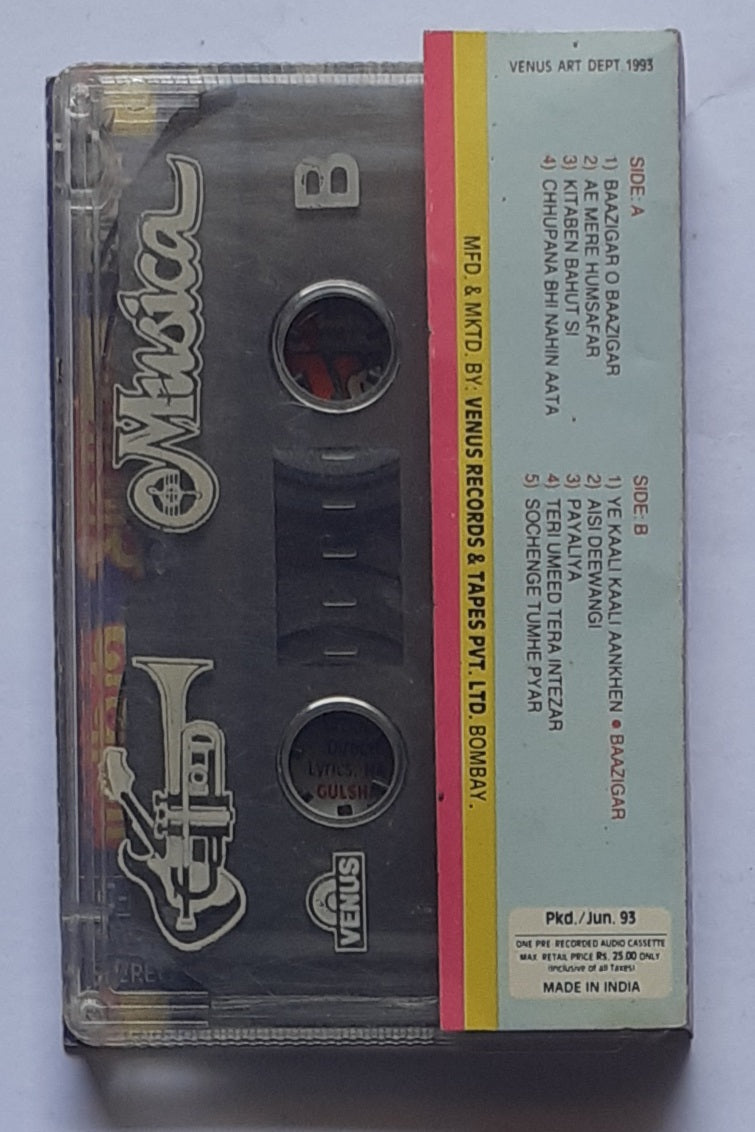 VENUS ART DEPT. 1993
SIDE: A
1) BAAZIGAR O BAAZIGAR
2) AE MERE HUMSAFAR
3) KITABEN BAHUT SI
4) CHHUPANA BHI NAHIN AATA
SIDE: B
1) YE KAALI KAALI AANKHEN • BAAZIGAR
2) AISI DEEWANGI
3) PAYALIYA
4) TERI UMEED TERA INTEZAR
5) SOCHENGE TUMHE PYAR
Pkd./Jun. 93
ONE PRE RECORDED AUDIO CASSETTE
MAX RETAIL PRICE RS. 25.00 ONLY
(Inclusive of all Taxes)
MADE IN INDIA
MFD. & MKTD. BY: VENUS RECORDS & TAPES PVT. LTD. BOMBAY.
B
VENUS
Musica